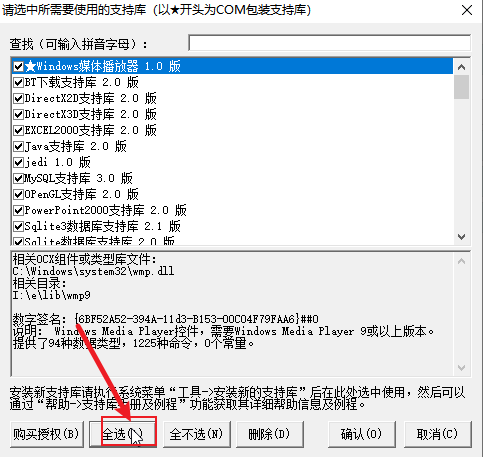 请选中所需要使用的支持库（以★开头为COM包装支持库）
查找（可输入拼音字母）：
★Windows媒体播放器 1.0 版
BT下载支持库 2.0 版
DirectX2D支持库 2.0 版
DirectX3D支持库 2.0 版
EXCEL2000支持库 2.0 版
Java支持库 2.0 版
jedi 1.0 版
MySQL支持库 3.0 版
OPenGL支持库 2.0 版
PowerPoint2000支持库 2.0 版
Sqlite3数据库支持库 2.1 版
Sqlite数据库支持库 2.0 版
相关OCX组件或类型库文件：
C:\Windows\system32\wmp.dll
相关目录：
I:\e\lib\wmp9
数字签名：{6BF52A52-394A-11d3-B153-00C04F79FAA6}##0
说明： Windows Media Player控件，需要Windows Media Player 9或以上版本。
提供了94种数据类型，1225种命令，0个常量。
安装新支持库请执行系统菜单“工具->安装新的支持库”后在此处选中使用，然后可以
通过“帮助->支持库注册及例程”功能获取其详细帮助信息及例程。
购买授权(B) 全选( ) 全不选(N) 删除(D) 确认(O) 取消(C)